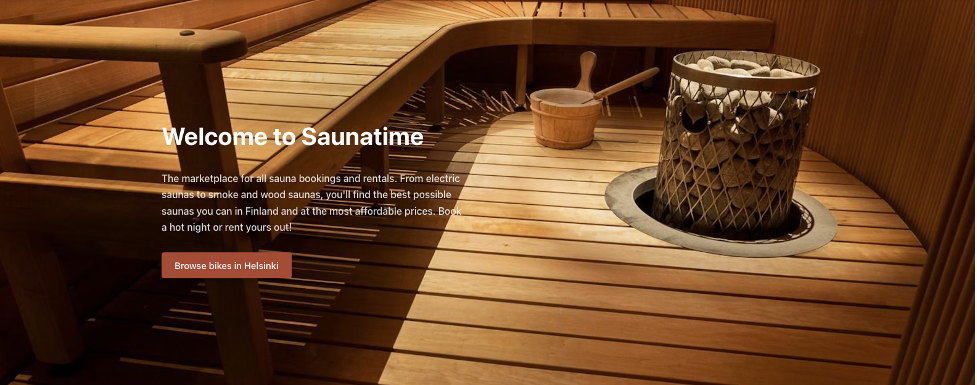 Welcome to Saunatime
The marketplace for all sauna bookings and rentals. From electric
saunas to smoke and wood saunas, you'll find the best possible
saunas you can in Finland and at the most affordable prices. Book
a hot night or rent yours out!
Browse bikes in Helsinki